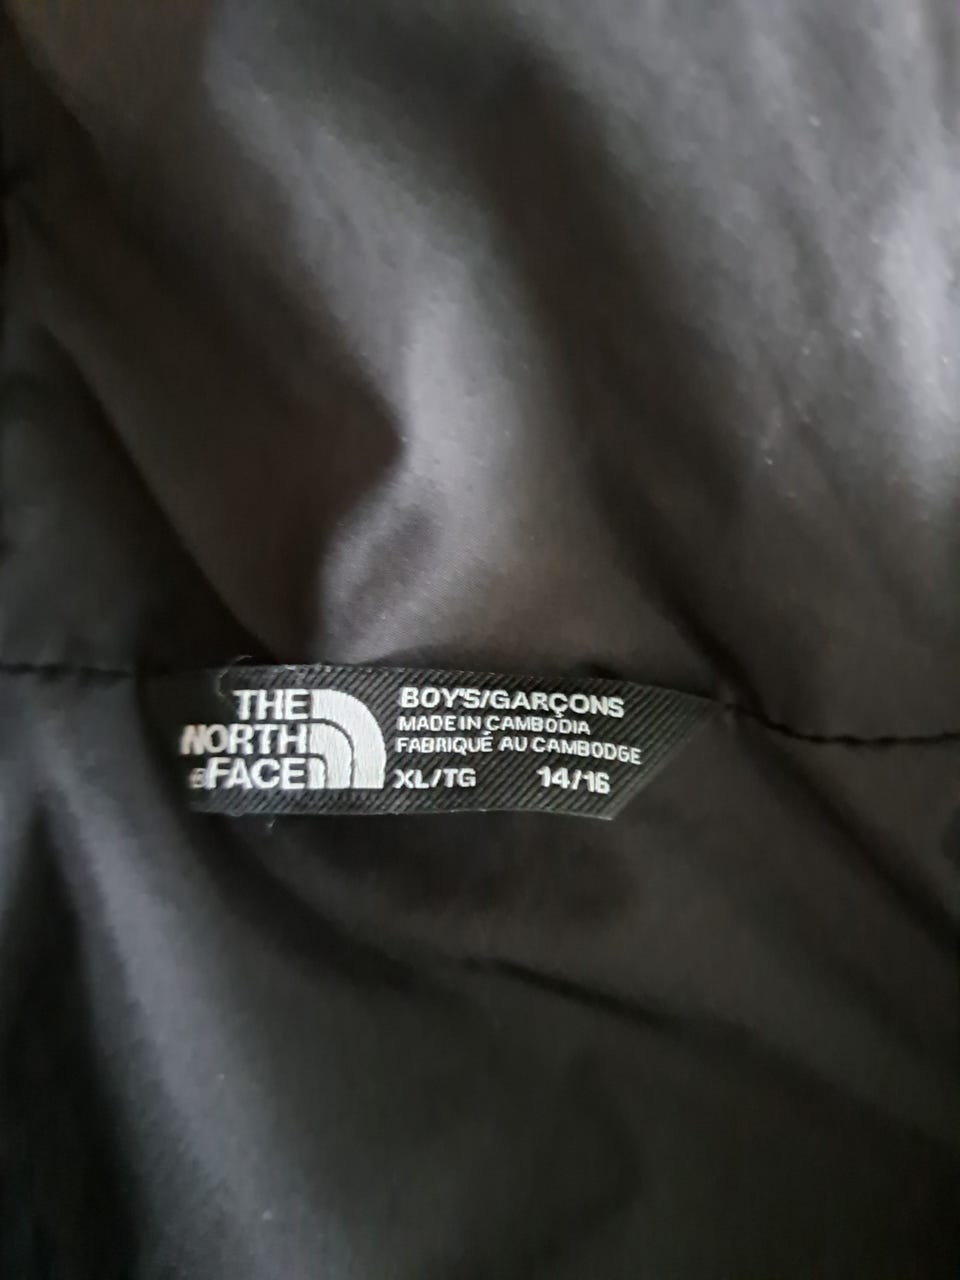 THE
NORTH
FACE
BOY'S/GARÇONS
MADE IN CAMBODIA
FABRIQUÉ AU CAMBODGE
XL/TG 14/16